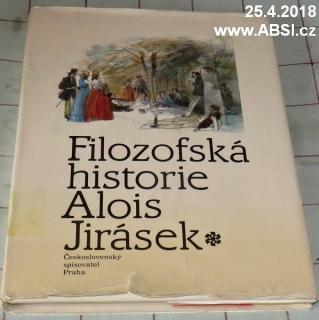 25.4.2018
www.ABSI.cz
Filozofská
historie
Alois
Jirásek*
Československý
spisovatel
Praha